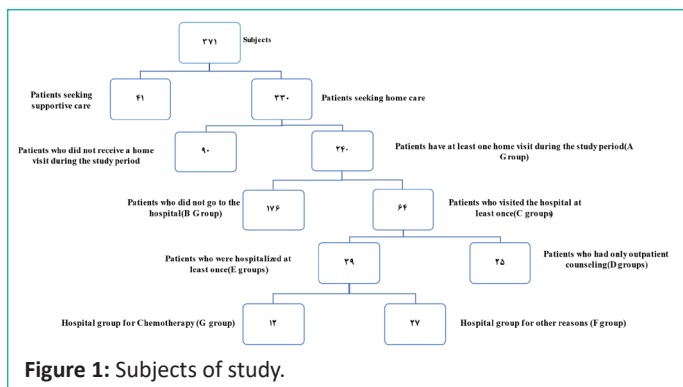 ۳۷۱
Subjects
Patients seeking
supportive care
۴۱
۳۳۰
Patients seeking home care
Patients who did not receive a home
visit during the study period
۹۰
۲۴۰
Patients have at least one home visit during the study period(A
Group)
Patients who did not go to the
hospital(B Group)
۱۷۶
۶۴
Patients who visited the hospital at
least once(C groups)
Patients who were hospitalized at
least once(E groups)
۳۹
۲۵
Patients who had only outpatient
counseling(D groups)
Hospital group for Chemotherapy (G group)
۱۲
۲۷
Hospital group for other reasons (F group)
Figure 1: Subjects of study.